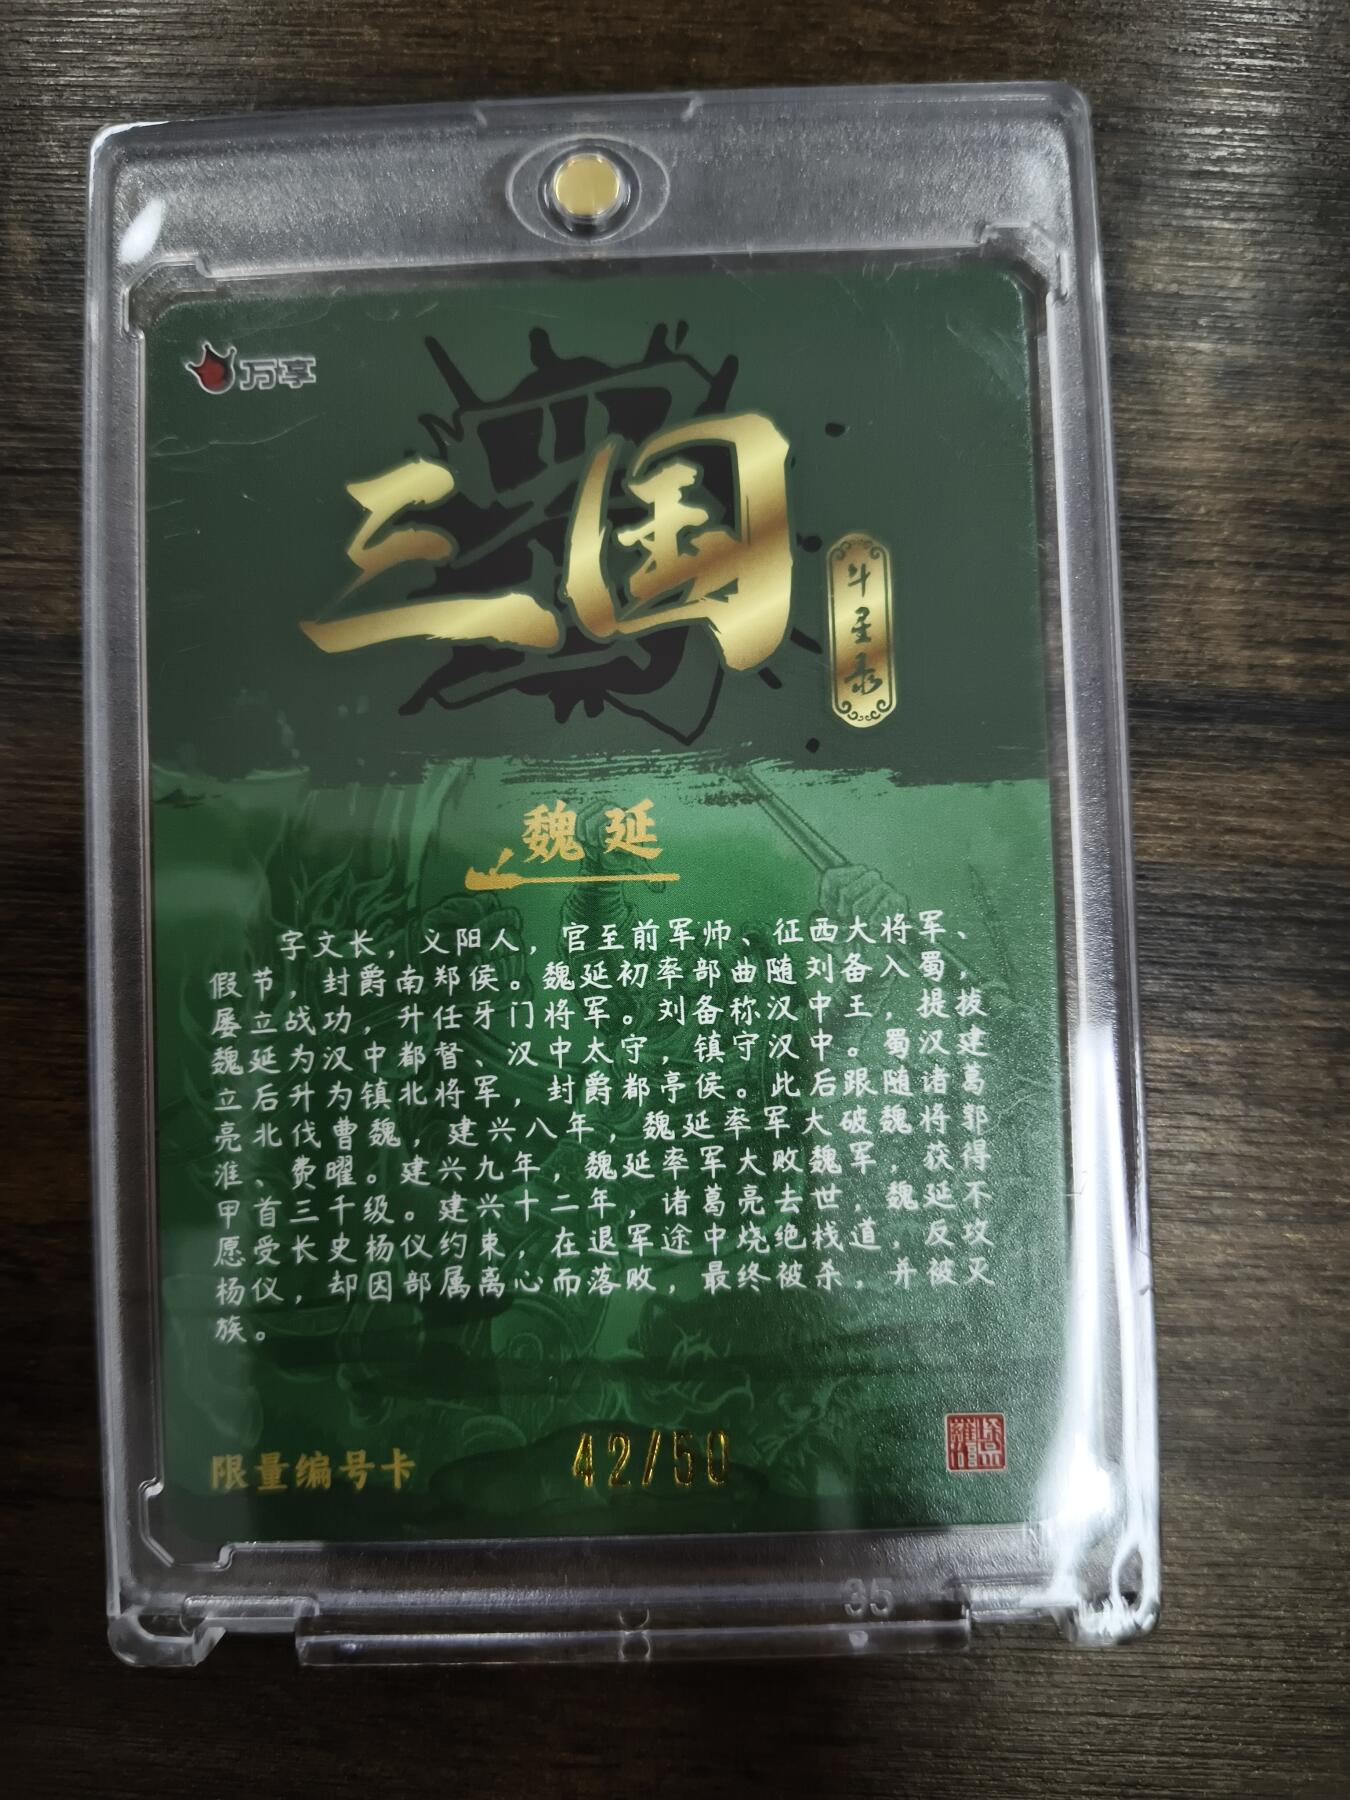 万享
三国
斗星录
魏延
字文长，义阳人，官至前军师、征西大将军、
假节，封爵南郑侯。魏延初率部曲随刘备入蜀，
屡立战功，升任牙门将军。刘备称汉中王，提拔
魏延为汉中都督、汉中太守，镇守汉中。蜀汉建
立后升为镇北将军，封爵都亭侯。此后跟随诸葛
亮北伐曹魏，建兴八年，魏延率军大破魏将郭
淮、费曜。建兴九年，魏延率军大败魏军，获得
甲首三千级。建兴十二年，诸葛亮去世，魏延不
愿受长史杨仪约束，在退军途中烧绝栈道，反攻
杨仪，却因部属离心而落败，最终被杀，并被灭
族。
限量编号卡
42/50
35